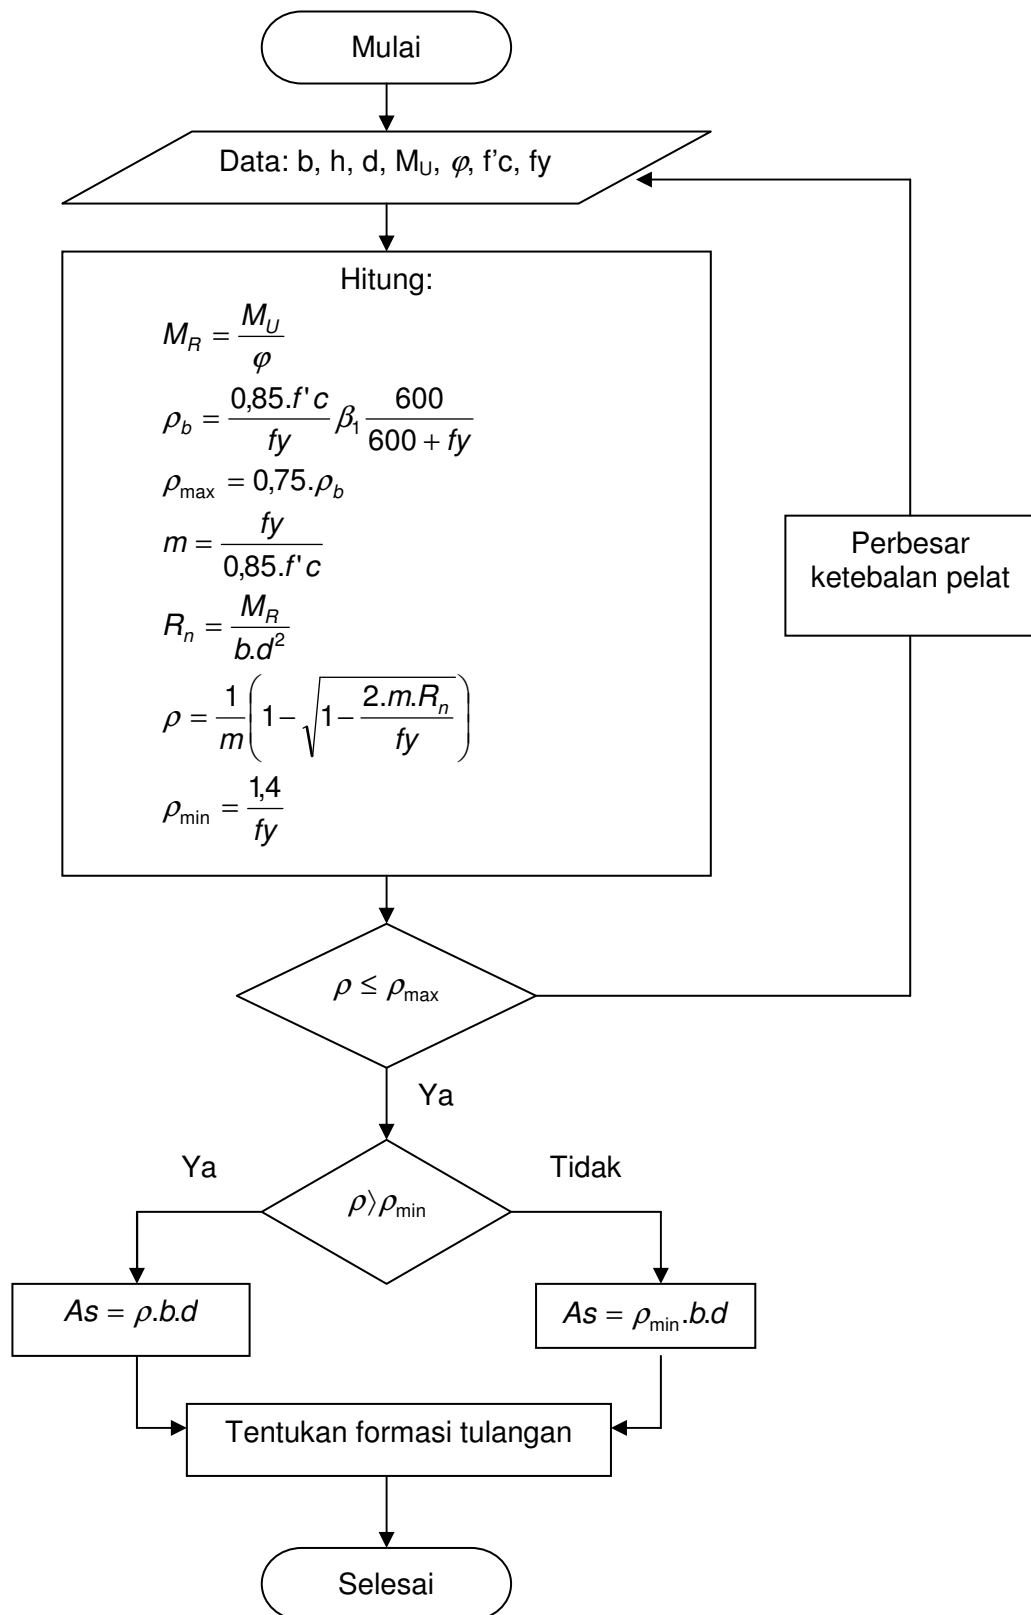 Mulai
Data: b, h, d, M_U, φ, f'c, fy
Hitung:
M_R = M_U / φ
ρ_b = 0,85.f'c / fy β_1 600 / 600 + fy
ρ_max = 0,75.ρ_b
m = fy / 0,85.f'c
R_n = M_R / b.d²
ρ = 1 / m (1 − √(1 − 2.m.R_n / fy))
ρ_min = 1,4 / fy
Perbesar
ketebalan pelat
ρ ≤ ρ_max
Ya
Ya
Tidak
ρ⟩ρ_min
As = ρ.b.d
As = ρ_min.b.d
Tentukan formasi tulangan
Selesai